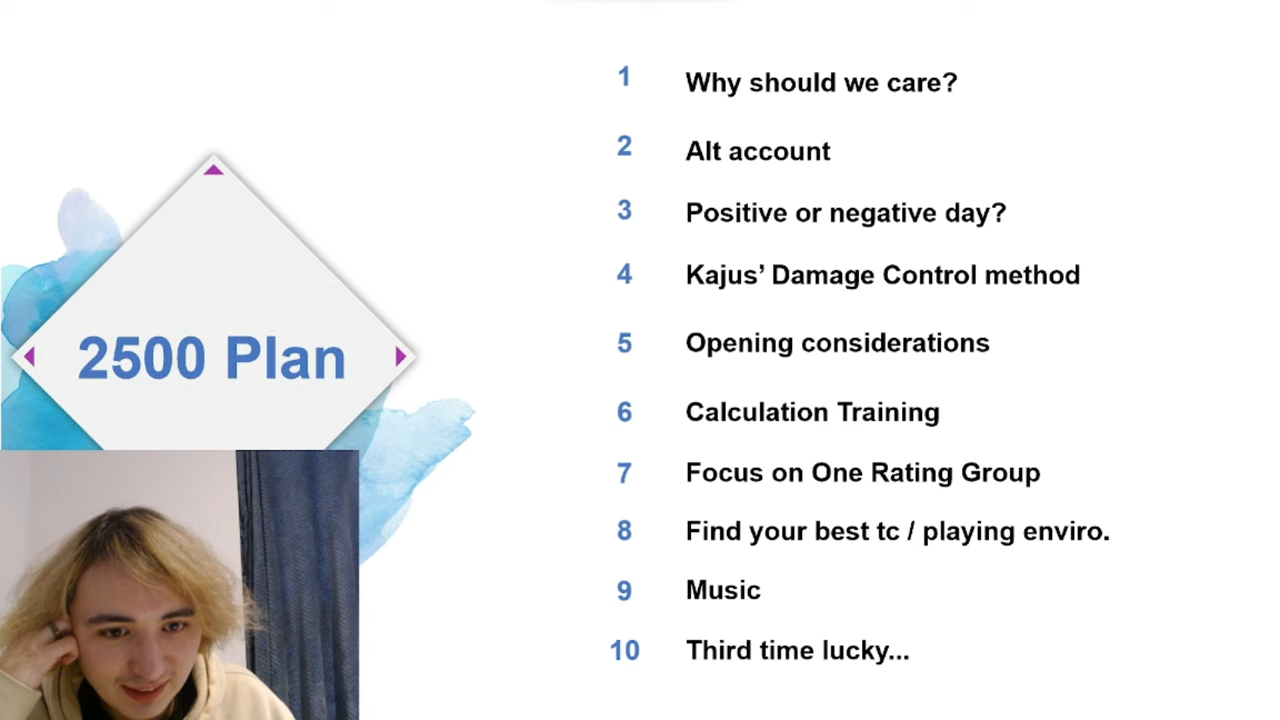 2500 Plan
1 Why should we care?
2 Alt account
3 Positive or negative day?
4 Kajus’ Damage Control method
5 Opening considerations
6 Calculation Training
7 Focus on One Rating Group
8 Find your best tc / playing enviro.
9 Music
10 Third time lucky...